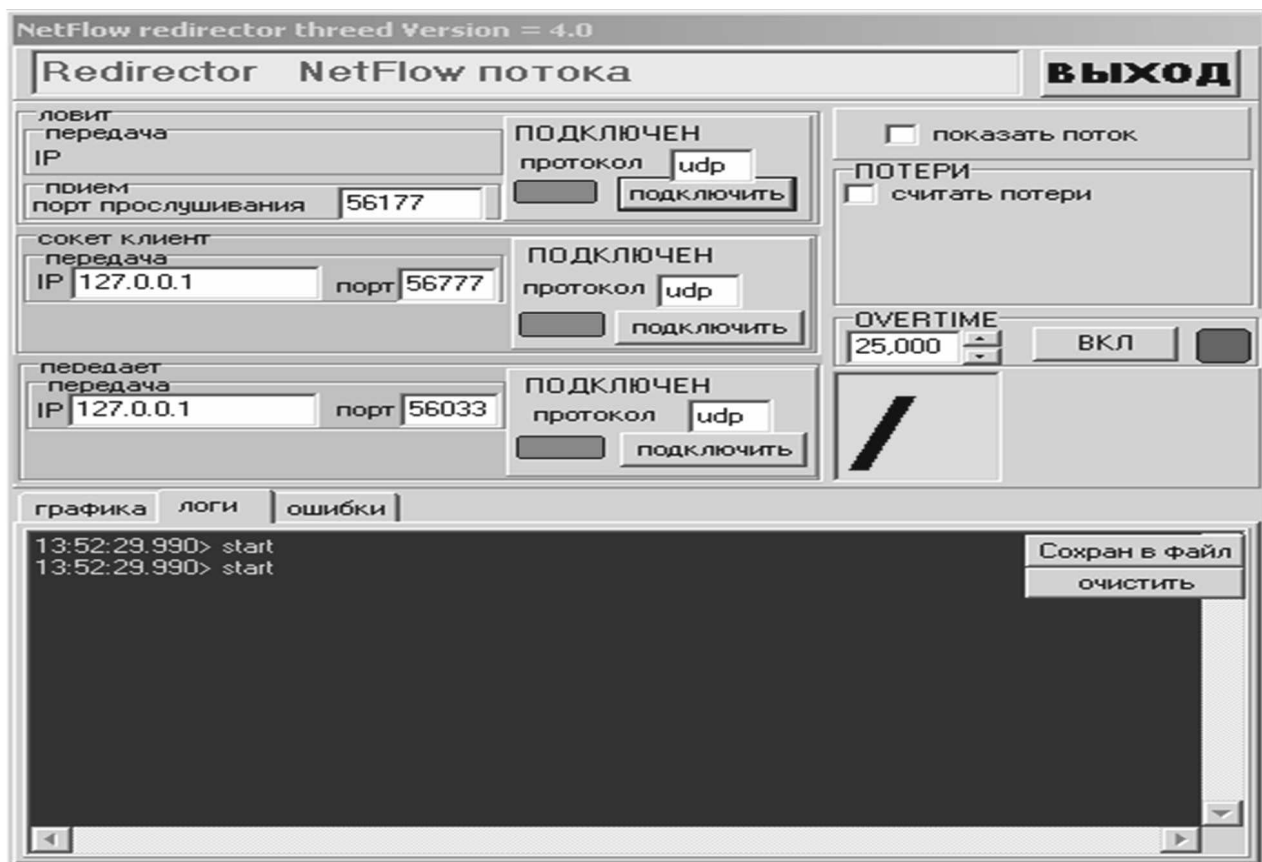 NetFlow redirector threed Version = 4.0
Redirector NetFlow потока
выход
ловит
передача
IP
прием
порт прослушивания 56177
ПОДКЛЮЧЕН
протокол udp
подключить
показать поток
ПОТЕРИ
считать потери
сокет клиент
передача
IP 127.0.0.1 порт 56777
ПОДКЛЮЧЕН
протокол udp
подключить
OVERTIME
25,000 ВКЛ
передает
передача
IP 127.0.0.1 порт 56033
ПОДКЛЮЧЕН
протокол udp
подключить
/
графика логи ошибки
13:52:29.990> start
13:52:29.990> start
Сохран в файл
очистить